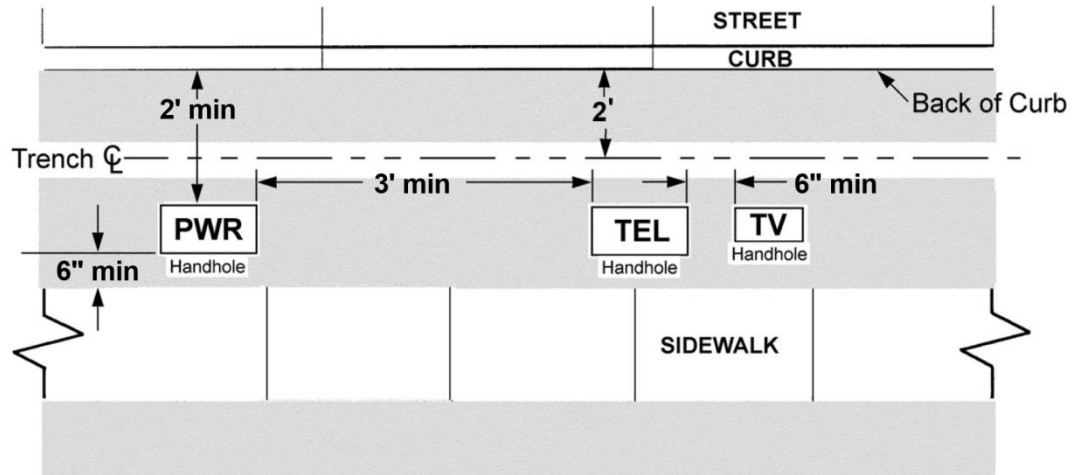 STREET
CURB
2' min
2'
Back of Curb
Trench ℄
3' min
6" min
PWR
TEL
TV
Handhole
Handhole
Handhole
6" min
SIDEWALK